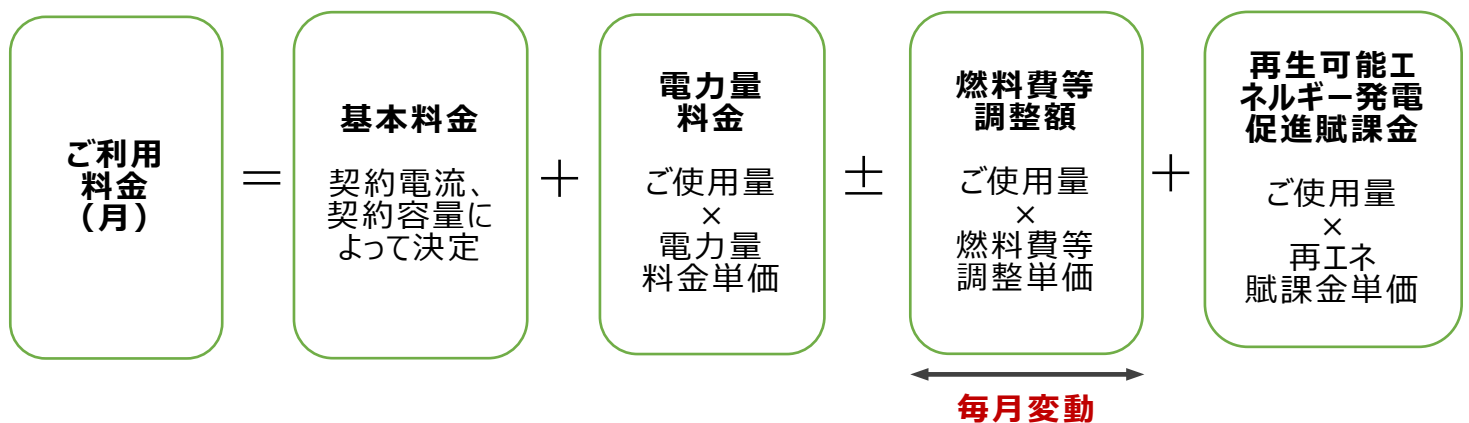 ご利用
料金
(月)
＝
基本料金
契約電流、
契約容量に
よって決定
＋
電力量
料金
ご使用量
×
電力量
料金単価
±
燃料費等
調整額
ご使用量
×
燃料費等
調整単価
毎月変動
＋
再生可能エ
ネルギー発電
促進賦課金
ご使用量
×
再エネ
賦課金単価